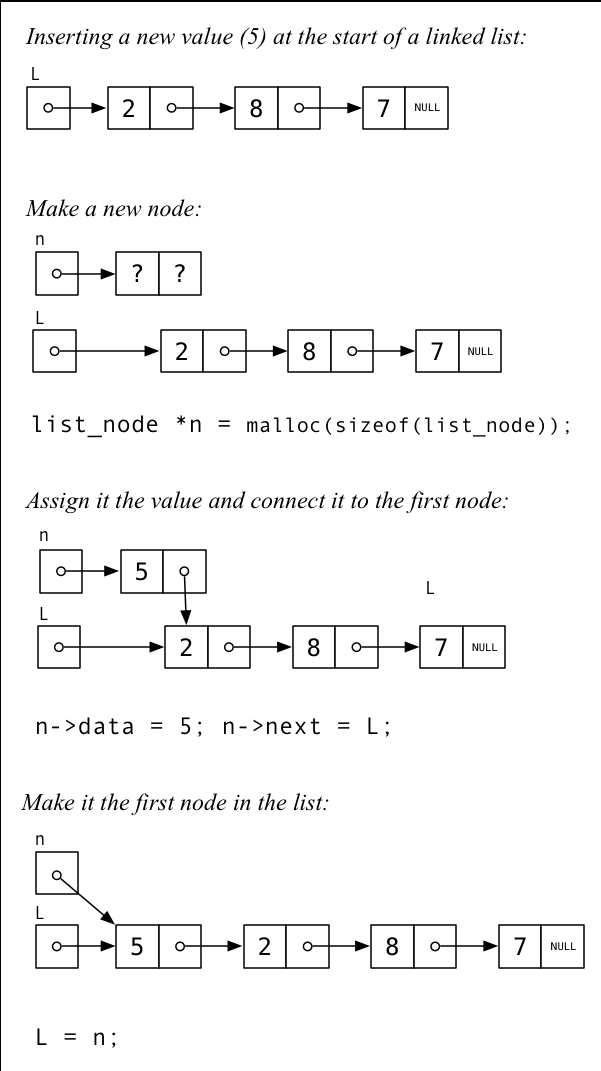 Inserting a new value (5) at the start of a linked list:
L
2 8 7 NULL
Make a new node:
n
? ?
L
2 8 7 NULL
list_node *n = malloc(sizeof(list_node));
Assign it the value and connect it to the first node:
n
5
L
L
2 8 7 NULL
n->data = 5; n->next = L;
Make it the first node in the list:
n
L
5 2 8 7 NULL
L = n;